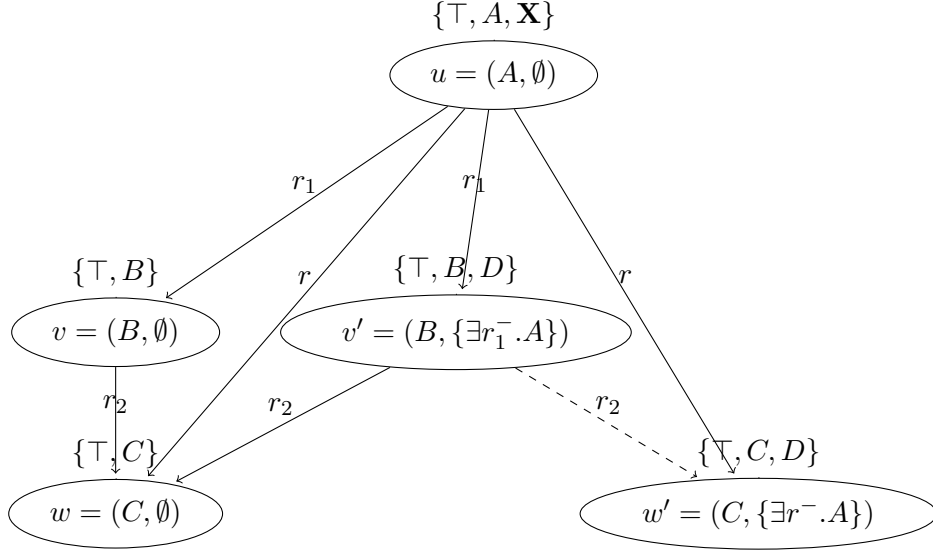 {⊤, A, X}
u = (A, ∅)
r₁
r₁
{⊤, B}
r
{⊤, B, D}
r
v = (B, ∅)
v′ = (B, {∃r₁⁻.A})
r₂
r₂
r₂
{⊤, C}
{⊤, C, D}
w = (C, ∅)
w′ = (C, {∃r⁻.A})